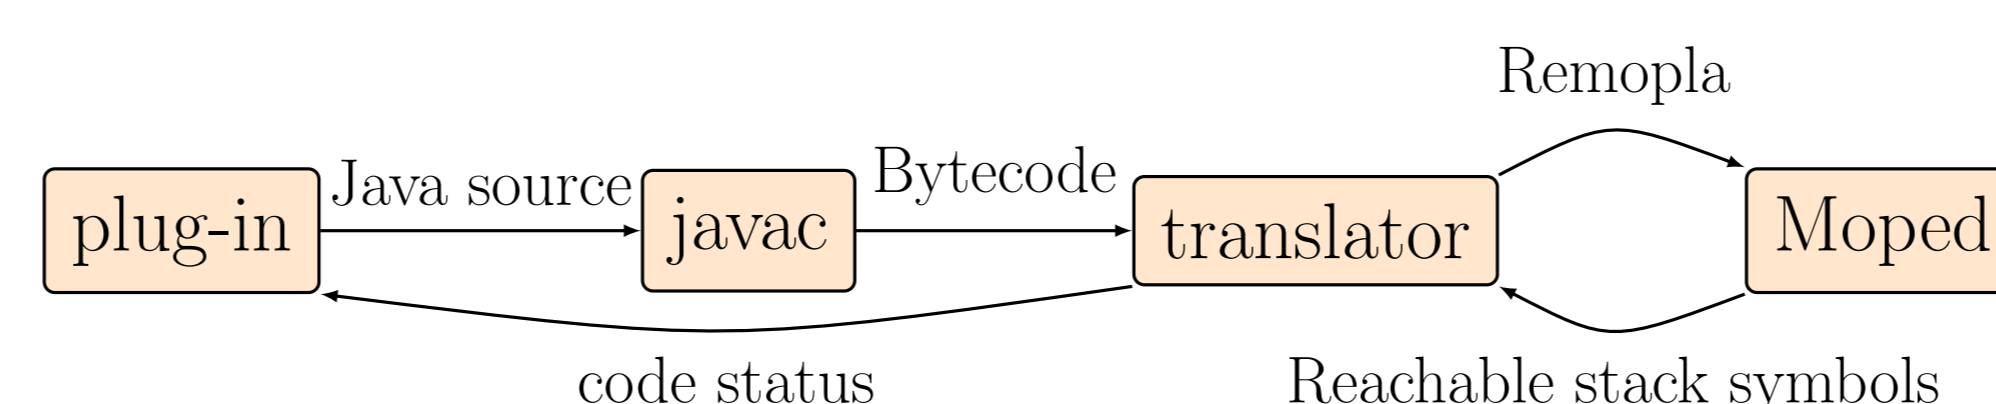 Remopla
Java source
Bytecode
plug-in
javac
translator
Moped
code status
Reachable stack symbols